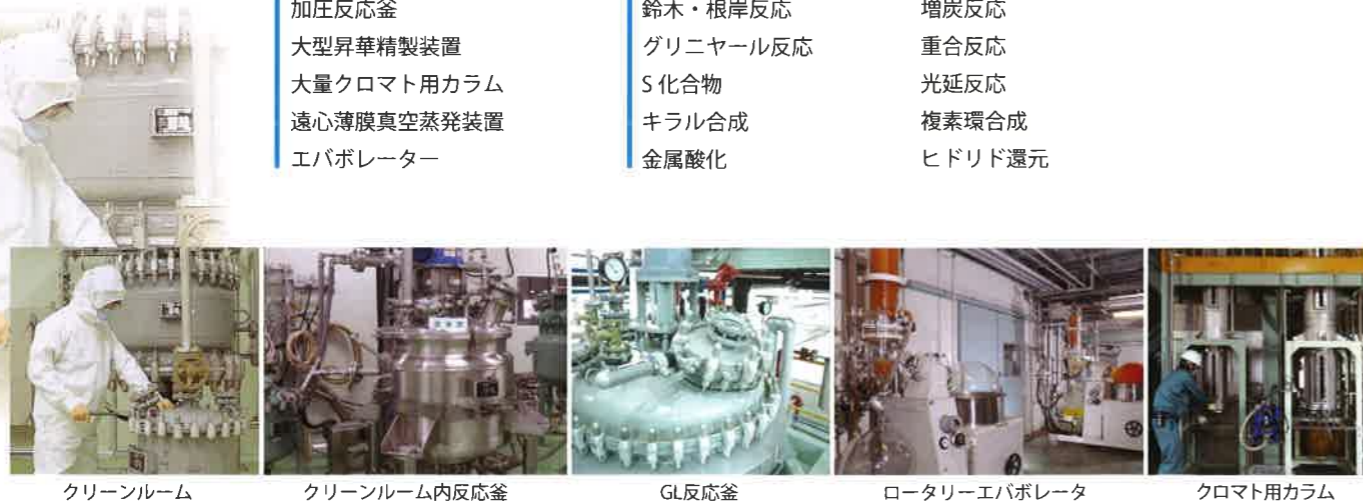 加圧反応釜
大型昇華精製装置
大量クロマト用カラム
遠心薄膜真空蒸発装置
エバポレーター
鈴木・根岸反応
グリニヤール反応
S化合物
キラル合成
金属酸化
増炭反応
重合反応
光延反応
複素環合成
ヒドリド還元
クリーンルーム
クリーンルーム内反応釜
GL反応釜
ロータリーエバポレータ
クロマト用カラム